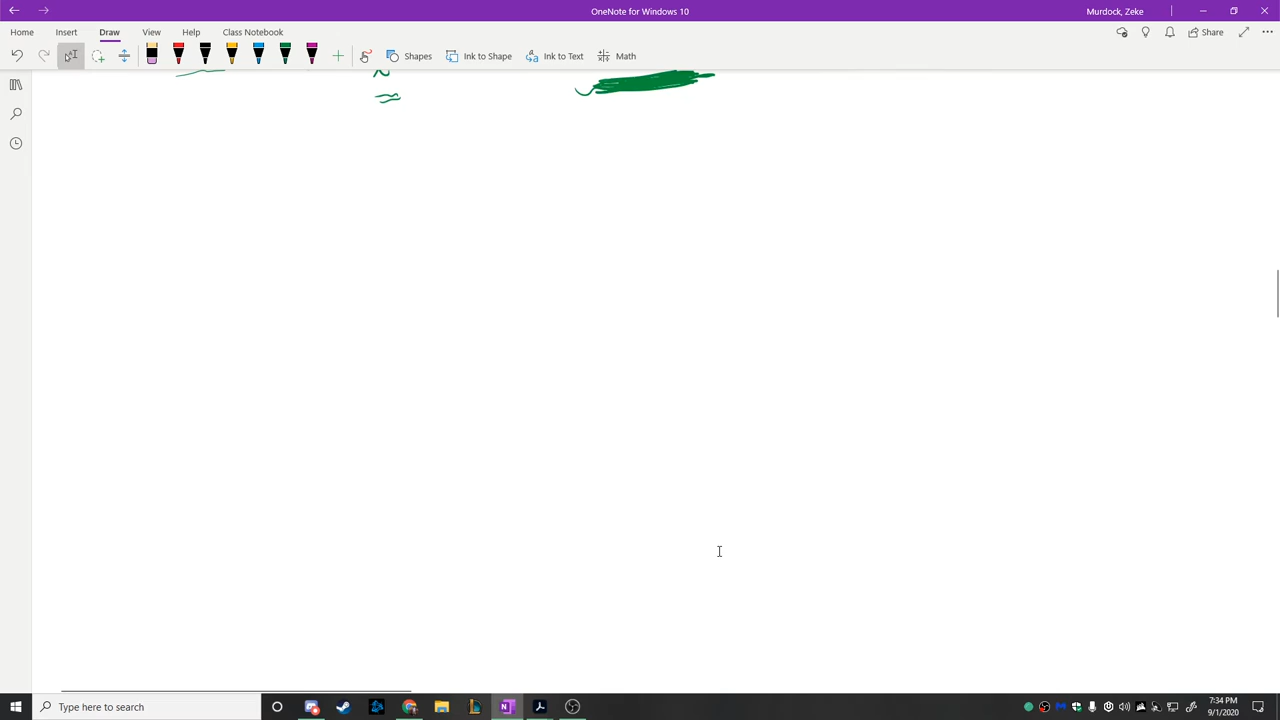 OneNote for Windows 10
Murdock, Zeke
Home Insert Draw View Help Class Notebook
Share
Shapes Ink to Shape Ink to Text Math
Type here to search
7:34 PM
9/1/2020